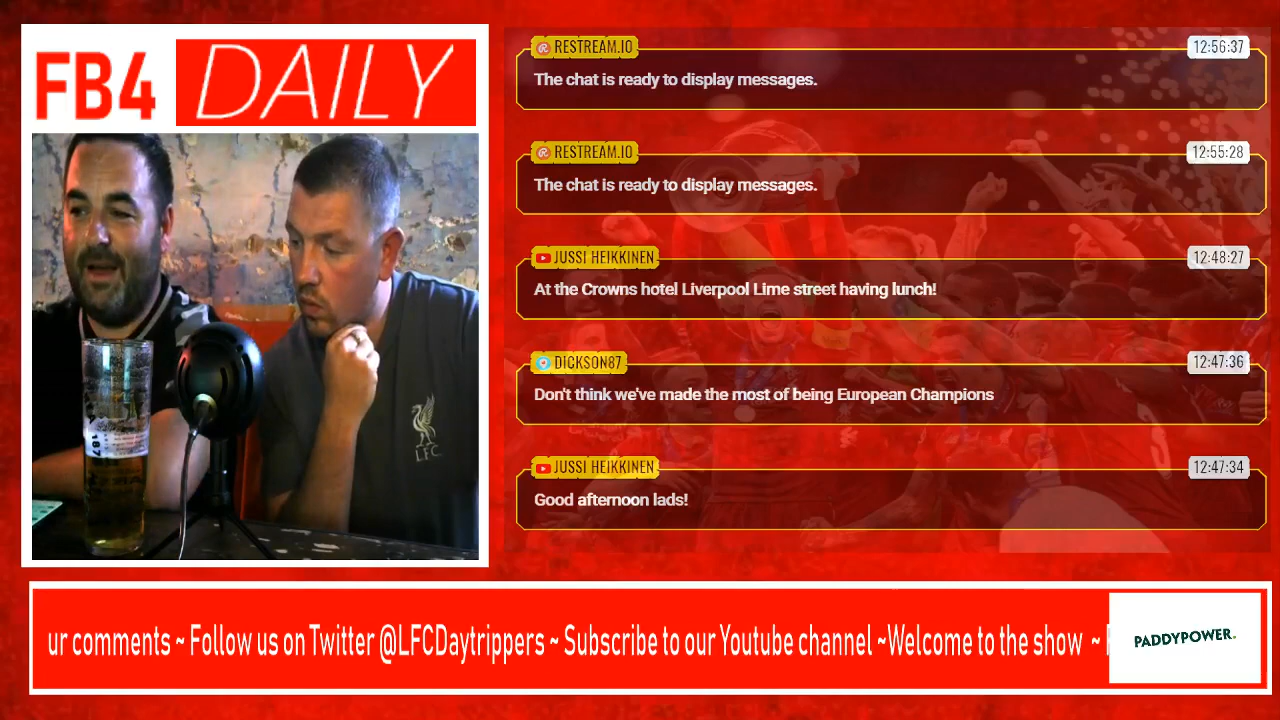 FB4 DAILY
RESTREAM.IO 12:56:37
The chat is ready to display messages.
RESTREAM.IO 12:55:28
The chat is ready to display messages.
JUSSI HEIKKINEN 12:48:27
At the Crowns hotel Liverpool Lime street having lunch!
DICKSON87 12:47:36
Don't think we've made the most of being European Champions
JUSSI HEIKKINEN 12:47:34
Good afternoon lads!
L.F.C.
187
ur comments ~ Follow us on Twitter @LFCDaytrippers ~ Subscribe to our Youtube channel ~Welcome to the show ~
PADDYPOWER.